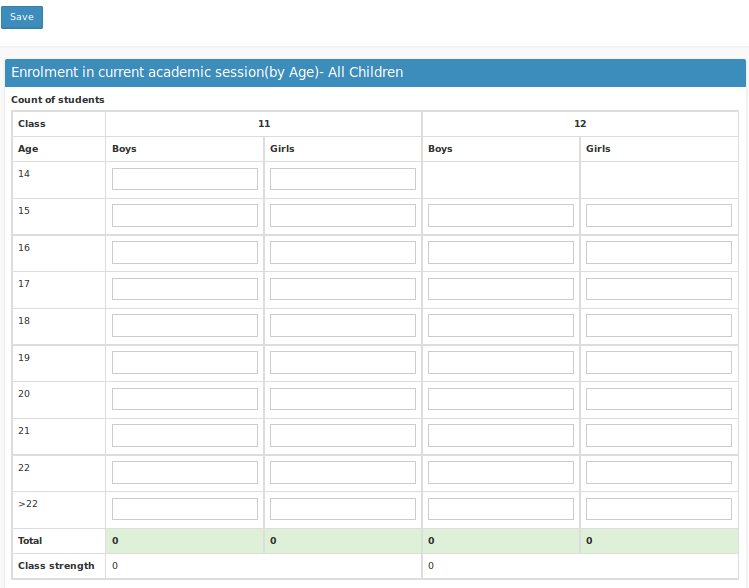 Save
Enrolment in current academic session(by Age)- All Children
Count of students
Class 11 12
Age Boys Girls Boys Girls
14
15
16
17
18
19
20
21
22
>22
Total 0 0 0 0
Class strength 0 0